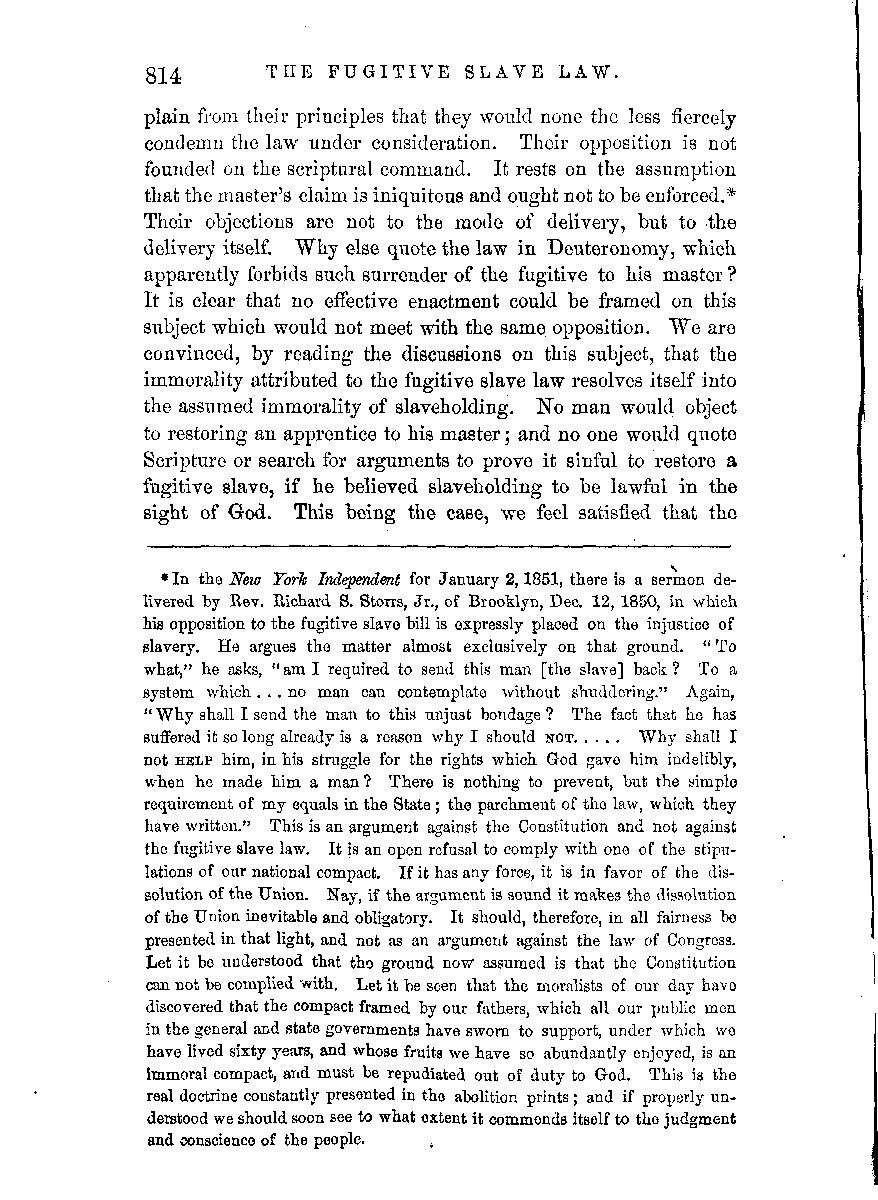 814 THE FUGITIVE SLAVE LAW.
plain from their principles that they would none the less fiercely
condemn the law under consideration. Their opposition is not
founded on the scriptural command. It rests on the assumption
that the master's claim is iniquitous and ought not to be enforced.*
Their objections are not to the mode of delivery, but to the
delivery itself. Why else quote the law in Deuteronomy, which
apparently forbids such surrender of the fugitive to his master?
It is clear that no effective enactment could be framed on this
subject which would not meet with the same opposition. We are
convinced, by reading the discussions on this subject, that the
immorality attributed to the fugitive slave law resolves itself into
the assumed immorality of slaveholding. No man would object
to restoring an apprentice to his master; and no one would quote
Scripture or search for arguments to prove it sinful to restore a
fugitive slave, if he believed slaveholding to be lawful in the
sight of God. This being the case, we feel satisfied that the
*In the New York Independent for January 2, 1851, there is a sermon de-
livered by Rev. Richard S. Storrs, Jr., of Brooklyn, Dec. 12, 1850, in which
his opposition to the fugitive slave bill is expressly placed on the injustice of
slavery. He argues the matter almost exclusively on that ground. "To
what," he asks, "am I required to send this man [the slave] back? To a
system which . . . no man can contemplate without shuddering." Again,
"Why shall I send the man to this unjust bondage? The fact that he has
suffered it so long already is a reason why I should NOT. . . . . Why shall I
not HELP him, in his struggle for the rights which God gave him indelibly,
when he made him a man? There is nothing to prevent, but the simple
requirement of my equals in the State; the parchment of the law, which they
have written." This is an argument against the Constitution and not against
the fugitive slave law. It is an open refusal to comply with one of the stipu-
lations of our national compact. If it has any force, it is in favor of the dis-
solution of the Union. Nay, if the argument is sound it makes the dissolution
of the Union inevitable and obligatory. It should, therefore, in all fairness be
presented in that light, and not as an argument against the law of Congress.
Let it be understood that the ground now assumed is that the Constitution
can not be complied with. Let it be seen that the moralists of our day have
discovered that the compact framed by our fathers, which all our public men
in the general and state governments have sworn to support, under which we
have lived sixty years, and whose fruits we have so abundantly enjoyed, is an
immoral compact, and must be repudiated out of duty to God. This is the
real doctrine constantly presented in the abolition prints; and if properly un-
derstood we should soon see to what extent it commends itself to the judgment
and conscience of the people.